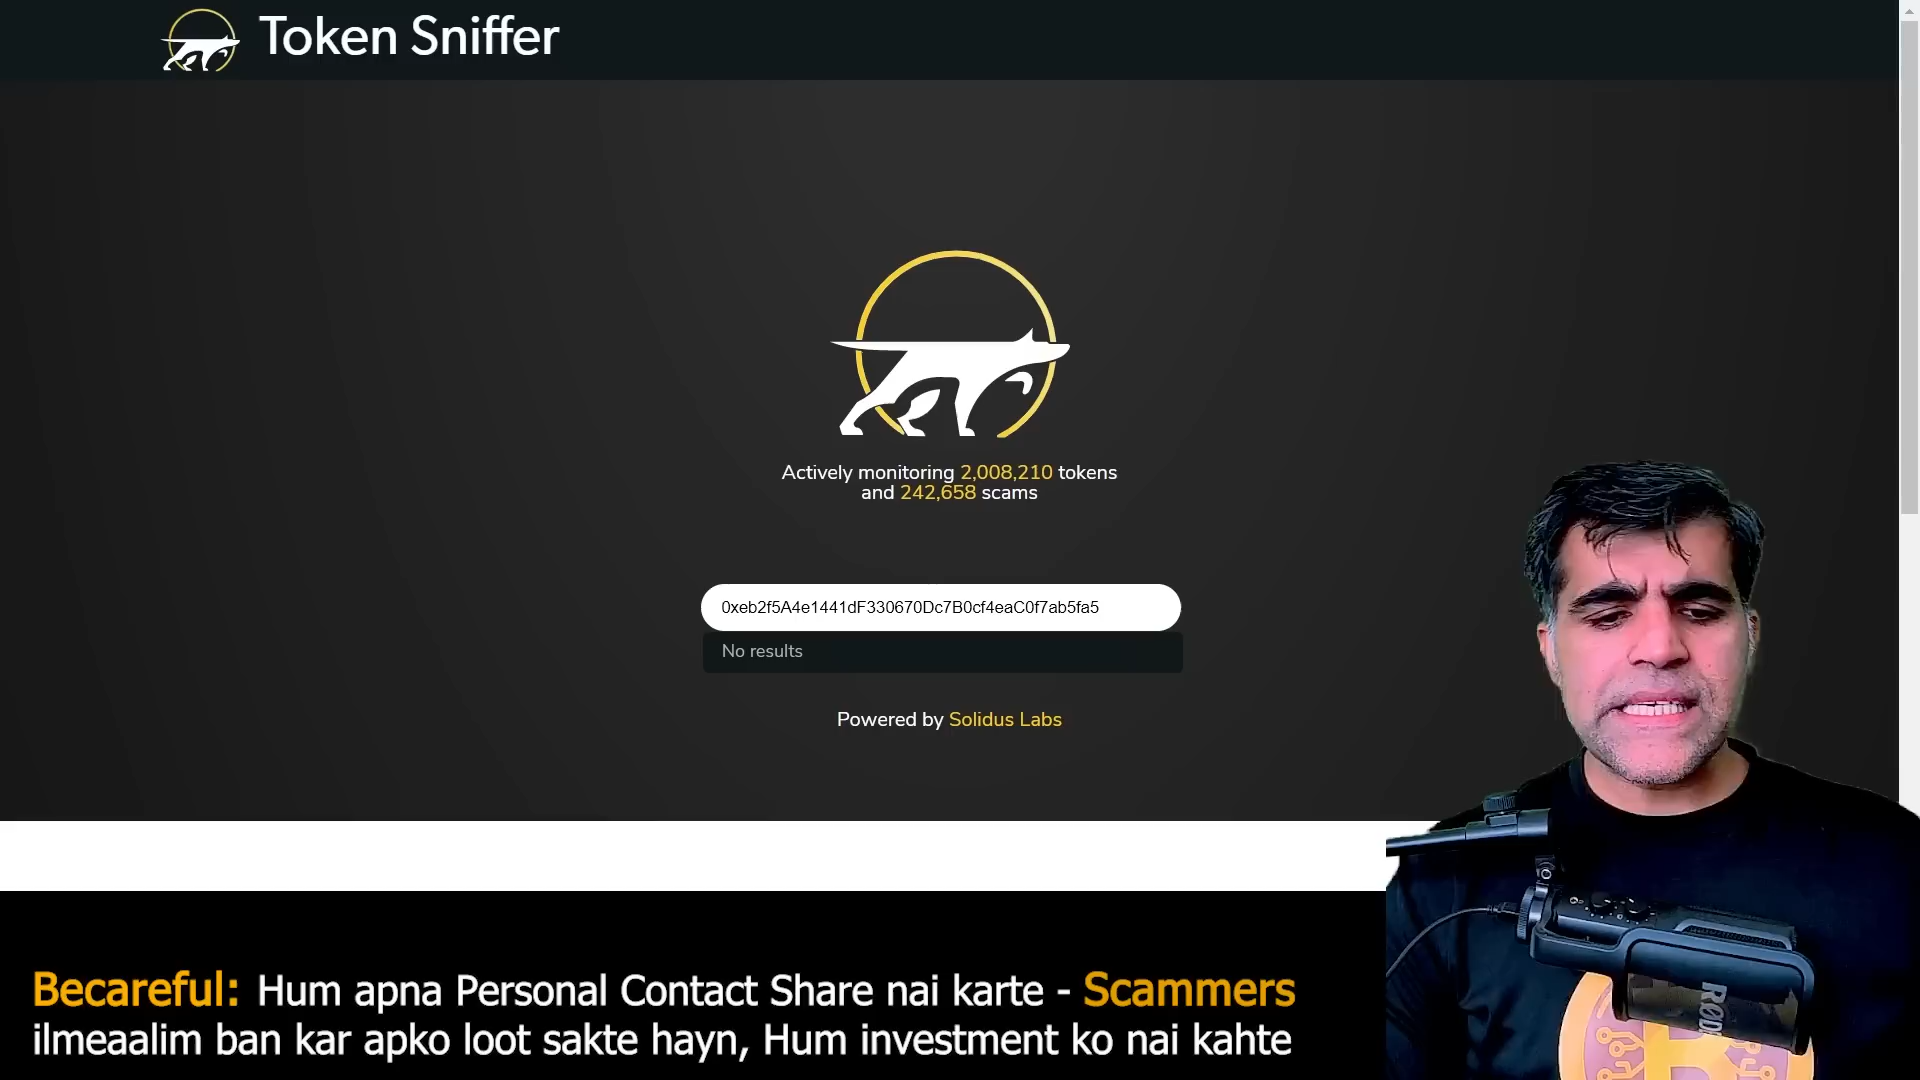 Token Sniffer
Actively monitoring 2,008,210 tokens
and 242,658 scams
0xeb2f5A4e1441dF330670Dc7B0cf4eaC0f7ab5fa5
No results
Powered by Solidus Labs
Becareful: Hum apna Personal Contact Share nai karte - Scammers
ilmeaalim ban kar apko loot sakte hayn, Hum investment ko nai kahte
RØDE